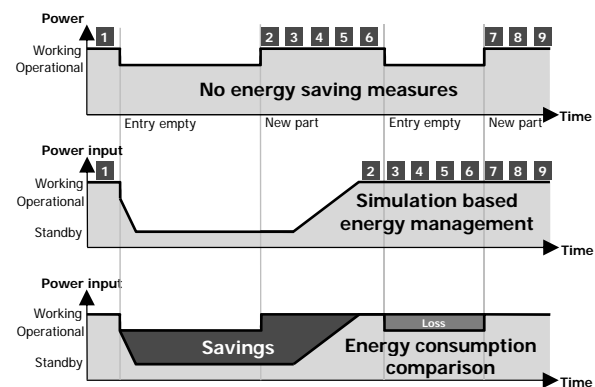 Power
1
2 3 4 5 6
7 8 9
Working
Operational
No energy saving measures
Time
Entry empty
New part
Entry empty
New part
Power input
1
2 3 4 5 6 7 8 9
Working
Operational
Simulation based
energy management
Standby
Time
Power input
Working
Operational
Loss
Savings
Energy consumption
comparison
Standby
Time